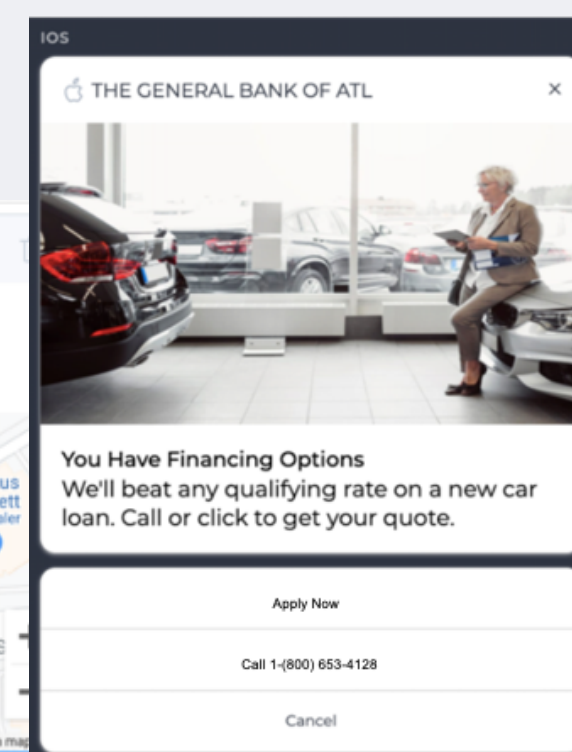 IOS
THE GENERAL BANK OF ATL
×
You Have Financing Options
We'll beat any qualifying rate on a new car
loan. Call or click to get your quote.
Apply Now
Call 1-(800) 653-4128
Cancel